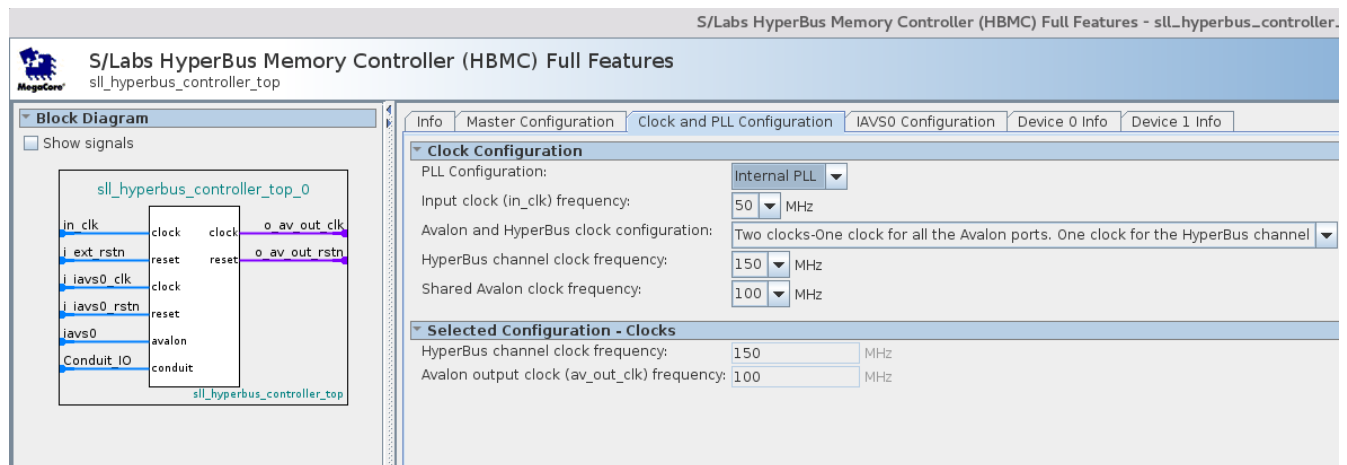 S/Labs HyperBus Memory Controller (HBMC) Full Features - sll_hyperbus_controller.
MegaCore®
S/Labs HyperBus Memory Controller (HBMC) Full Features
sll_hyperbus_controller_top
Block Diagram
Show signals
sll_hyperbus_controller_top_0
in_clk clock clock o_av_out_clk
i_ext_rstn reset reset o_av_out_rstn
i_iavs0_clk clock
i_iavs0_rstn reset
iavs0 avalon
Conduit_IO conduit
sll_hyperbus_controller_top
Info Master Configuration Clock and PLL Configuration IAVS0 Configuration Device 0 Info Device 1 Info
Clock Configuration
PLL Configuration: Internal PLL
Input clock (in_clk) frequency: 50 MHz
Avalon and HyperBus clock configuration: Two clocks-One clock for all the Avalon ports. One clock for the HyperBus channel
HyperBus channel clock frequency: 150 MHz
Shared Avalon clock frequency: 100 MHz
Selected Configuration - Clocks
HyperBus channel clock frequency: 150 MHz
Avalon output clock (av_out_clk) frequency: 100 MHz